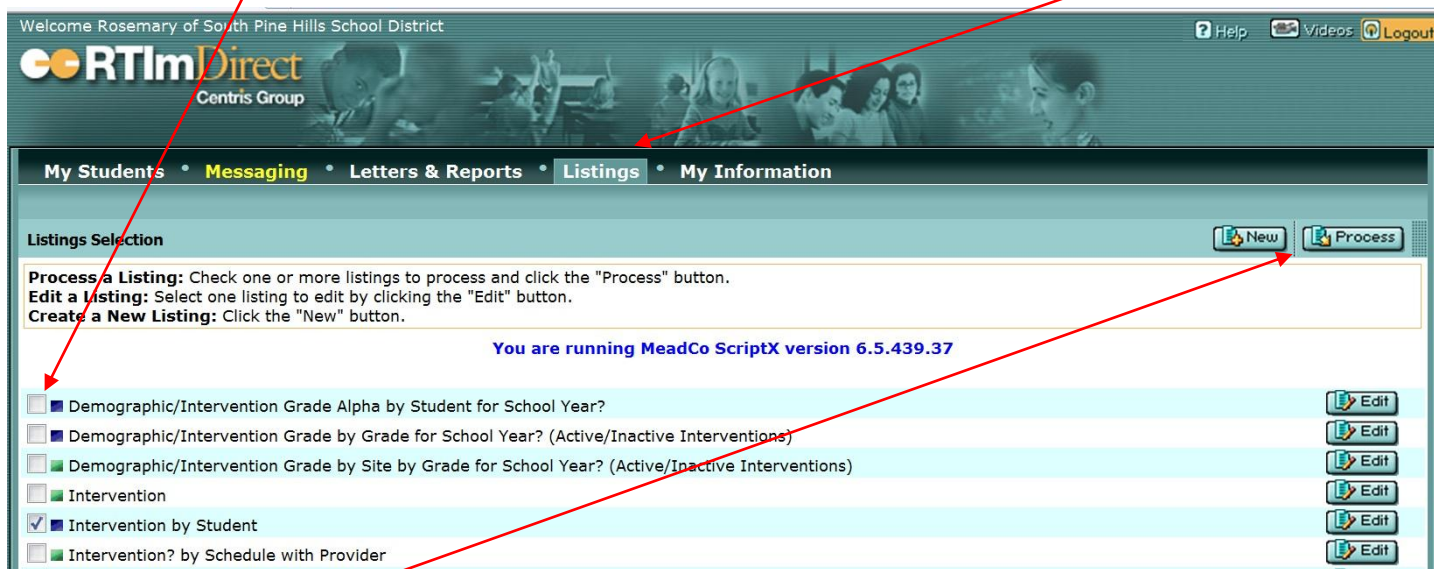 Welcome Rosemary of South Pine Hills School District
Help Videos Logout
RTImDirect
Centris Group
My Students • Messaging • Letters & Reports • Listings • My Information
Listings Selection New Process
Process a Listing: Check one or more listings to process and click the "Process" button.
Edit a Listing: Select one listing to edit by clicking the "Edit" button.
Create a New Listing: Click the "New" button.
You are running MeadCo ScriptX version 6.5.439.37
Demographic/Intervention Grade Alpha by Student for School Year? Edit
Demographic/Intervention Grade by Grade for School Year? (Active/Inactive Interventions) Edit
Demographic/Intervention Grade by Site by Grade for School Year? (Active/Inactive Interventions) Edit
Intervention Edit
Intervention by Student Edit
Intervention? by Schedule with Provider Edit